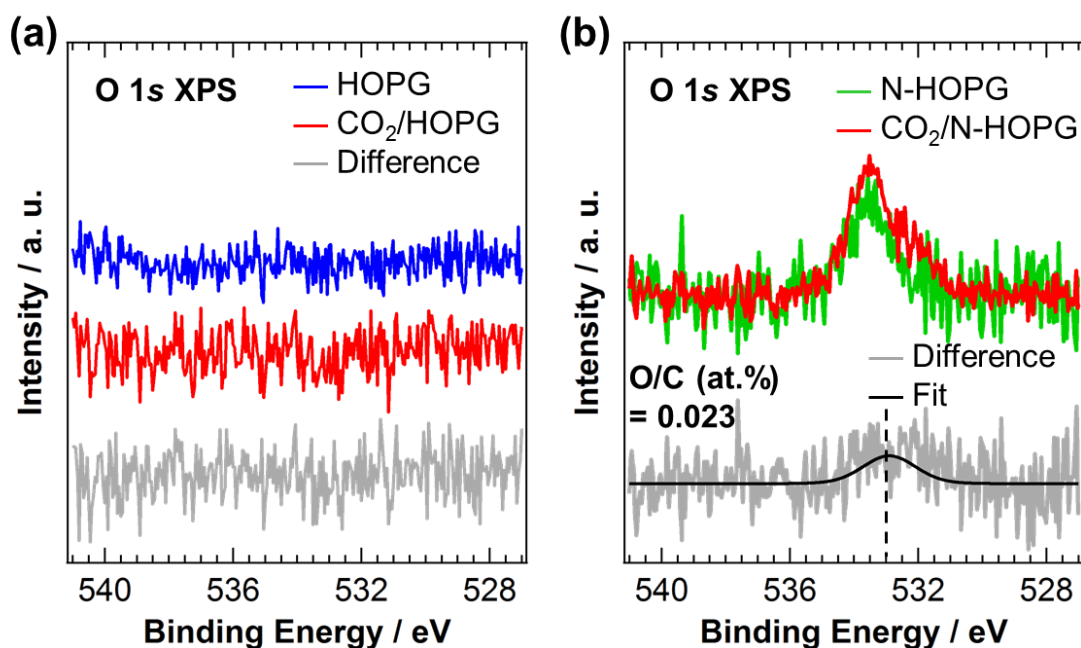 (a)
O 1s XPS
HOPG
CO₂/HOPG
Difference
Intensity / a. u.
540 536 532 528
Binding Energy / eV
(b)
O 1s XPS
N-HOPG
CO₂/N-HOPG
Difference
Fit
O/C (at.%)
= 0.023
Intensity / a. u.
540 536 532 528
Binding Energy / eV